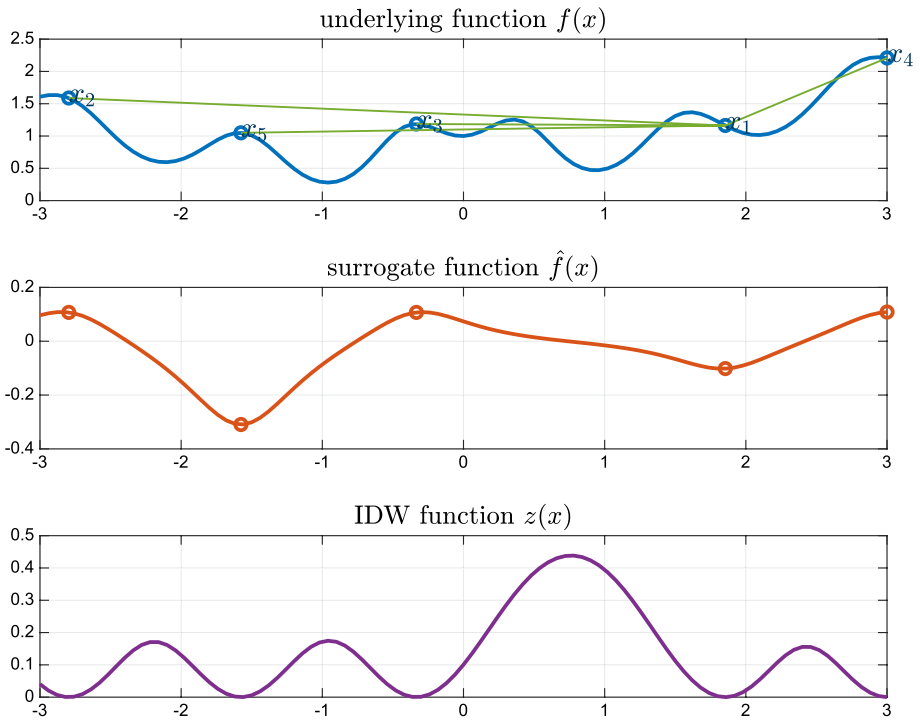 underlying function f(x)
2.5
2
1.5
1
0.5
0
x₂
x₅
x₃
x₁
x₄
-3 -2 -1 0 1 2 3
surrogate function f̂(x)
0.2
0
-0.2
-0.4
-3 -2 -1 0 1 2 3
IDW function z(x)
0.5
0.4
0.3
0.2
0.1
0
-3 -2 -1 0 1 2 3